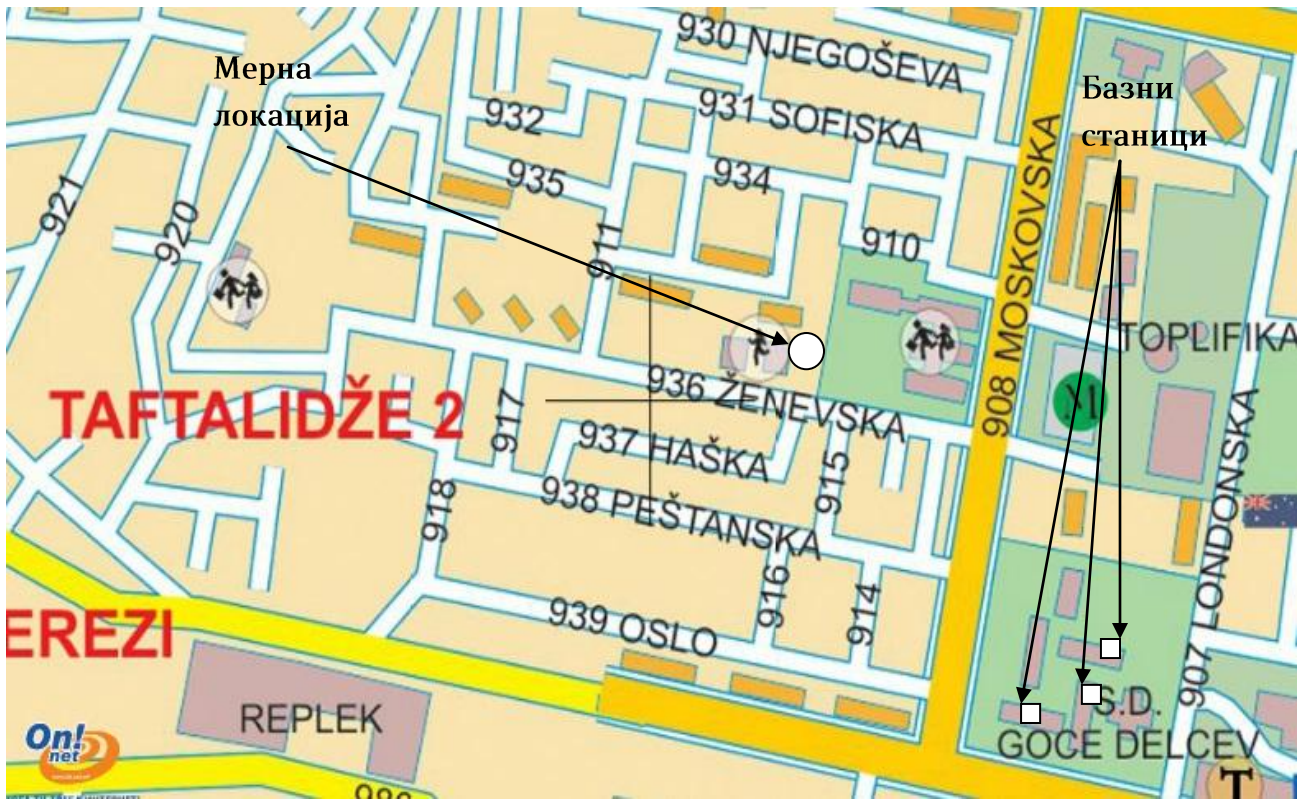 930 NJEGOŠEVA
Мерна
локација
Базни
станици
931 SOFISKA
932
935
934
921
920
911
910
908 MOSKOVSKA
TOPLIFIKA
936 ŽENEVSKA
TAFTALIDŽE 2
917
937 HAŠKA
915
918
938 PEŠTANSKA
907 LONDONSKA
916
914
939 OSLO
EREZI
REPLEK
S.D.
GOCE DELCEV
On!
net
T